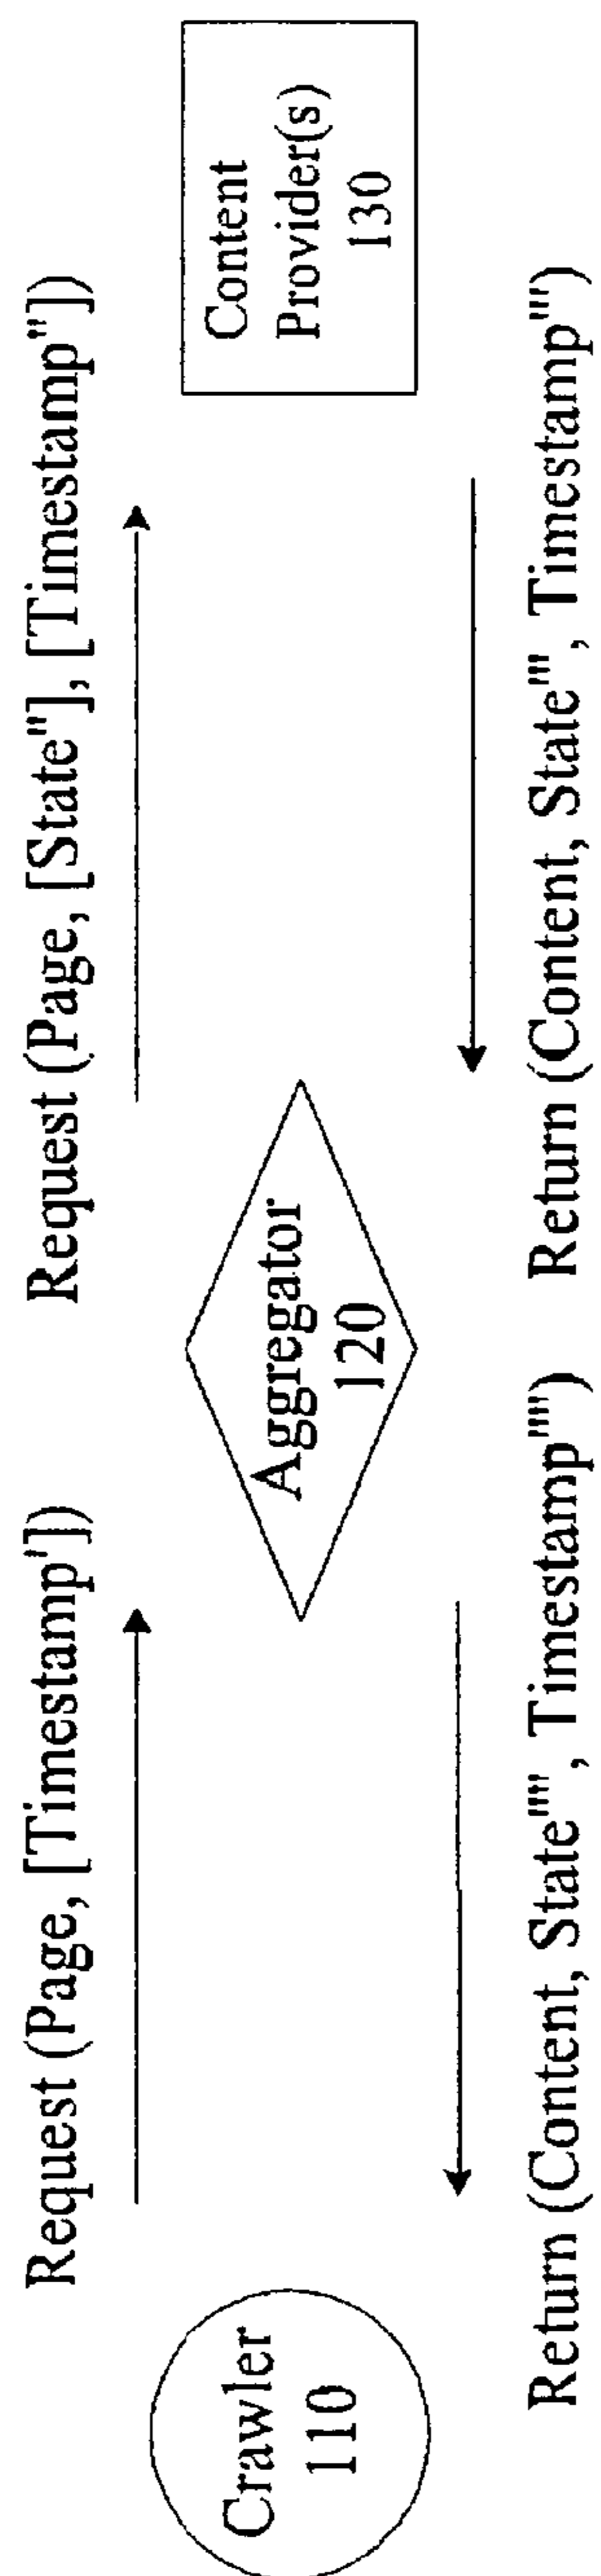 Request (Page, [Timestamp'])
Request (Page, [State''], [Timestamp''])
Crawler
110
Aggregator
120
Content
Provider(s)
130
Return (Content, State'''', Timestamp'''')
Return (Content, State''', Timestamp''')